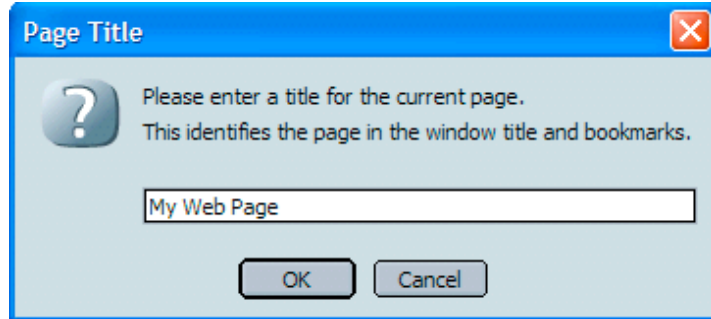 Page Title
Please enter a title for the current page.
This identifies the page in the window title and bookmarks.
My Web Page
OK Cancel